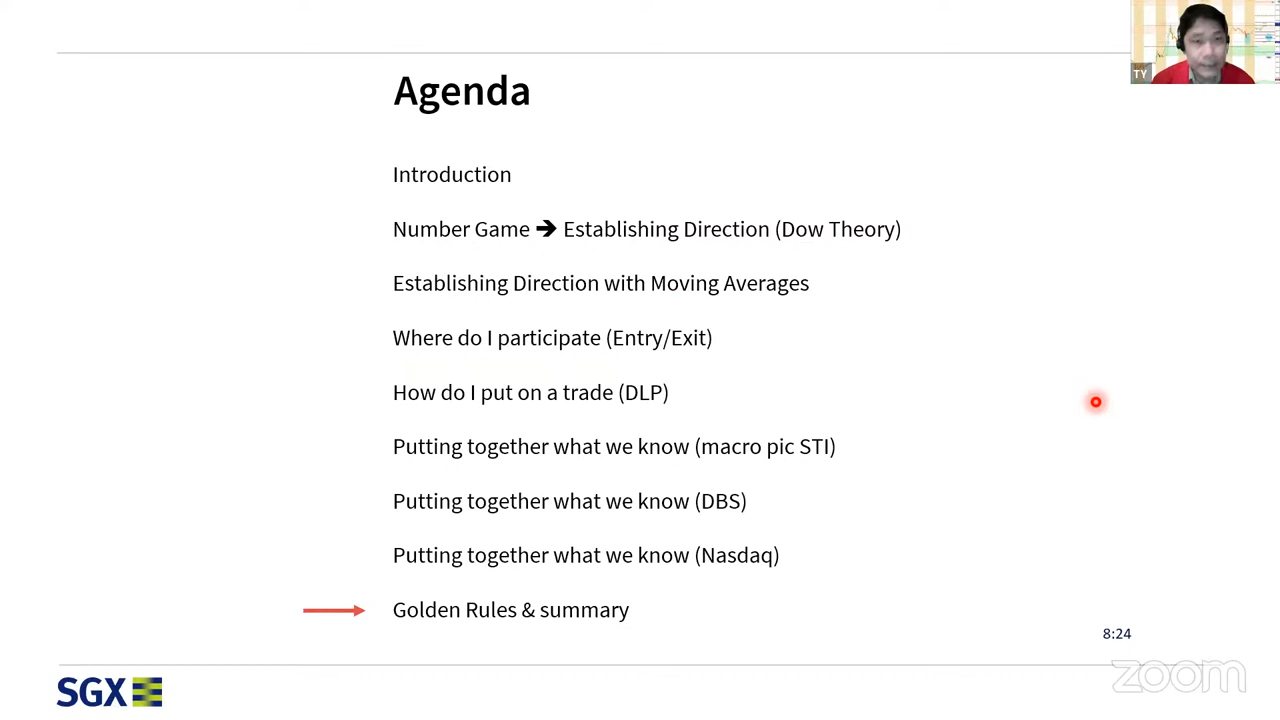 TY
Agenda
Introduction
Number Game ➔ Establishing Direction (Dow Theory)
Establishing Direction with Moving Averages
Where do I participate (Entry/Exit)
How do I put on a trade (DLP)
Putting together what we know (macro pic STI)
Putting together what we know (DBS)
Putting together what we know (Nasdaq)
Golden Rules & summary
8:24
SGX
zoom